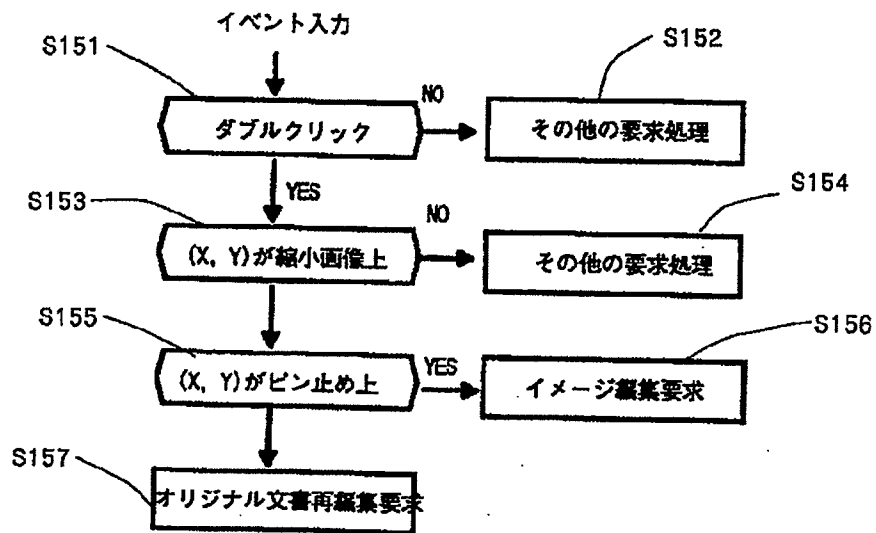 イベント入力
S151
S152
ダブルクリック
NO
その他の要求処理
YES
S153
NO
S154
(X, Y)が縮小画像上
その他の要求処理
S155
S156
(X, Y)がピン止め上
YES
イメージ編集要求
S157
オリジナル文書再編集要求